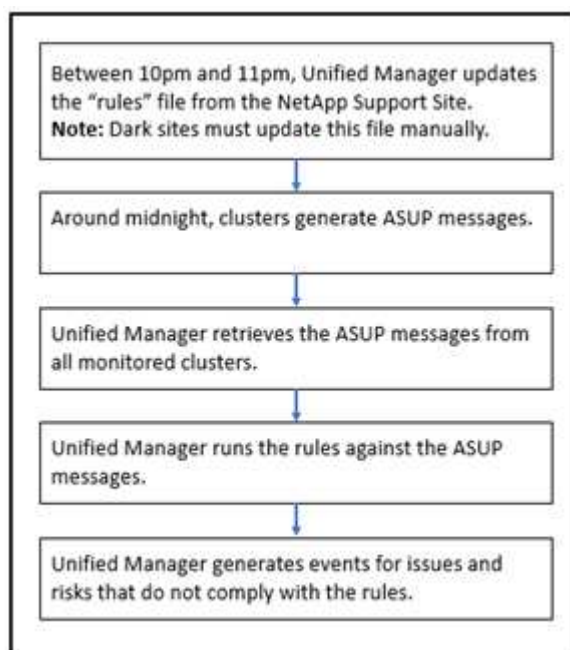 Between 10pm and 11pm, Unified Manager updates
the “rules” file from the NetApp Support Site.
Note: Dark sites must update this file manually.
Around midnight, clusters generate ASUP messages.
Unified Manager retrieves the ASUP messages from
all monitored clusters.
Unified Manager runs the rules against the ASUP
messages.
Unified Manager generates events for issues and
risks that do not comply with the rules.